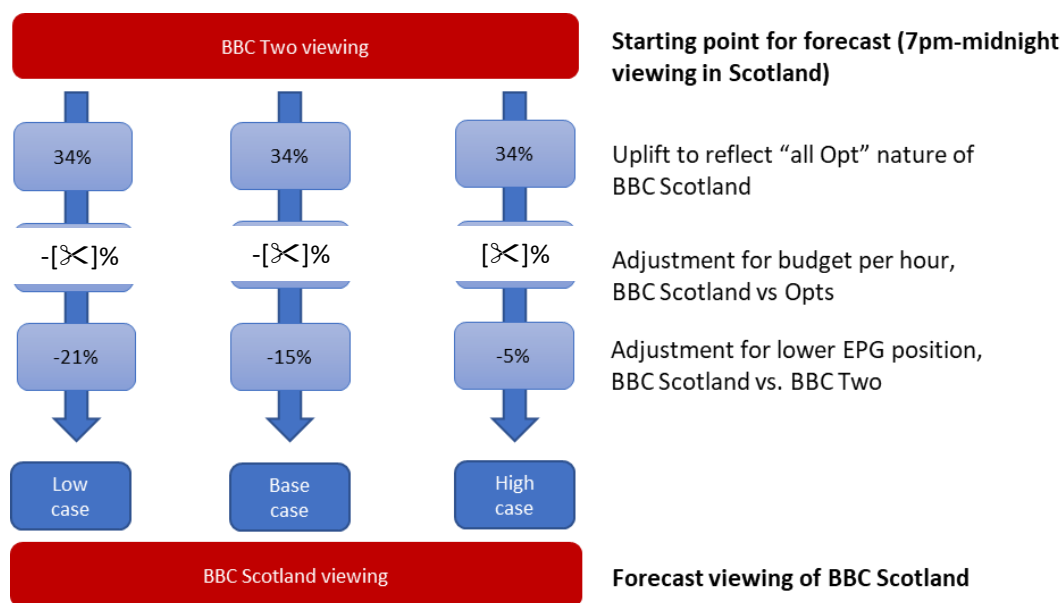 BBC Two viewing
Starting point for forecast (7pm-midnight
viewing in Scotland)
34%
34%
34%
Uplift to reflect “all Opt” nature of
BBC Scotland
-[✂]%
-[✂]%
[✂]%
Adjustment for budget per hour,
BBC Scotland vs Opts
-21%
-15%
-5%
Adjustment for lower EPG position,
BBC Scotland vs. BBC Two
Low
case
Base
case
High
case
BBC Scotland viewing
Forecast viewing of BBC Scotland